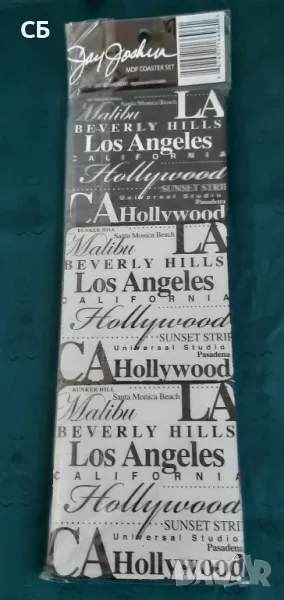 СБ
Jay Joshua
MDF COASTER SET
Santa Monica Beach
LA
Malibu
BEVERLY HILLS
Los Angeles
CALIFORNIA
Hollywood
SUNSET STRIP
Pasadena
CA Hollywood
BUNKER HILL
Santa Monica Beach
LA
Malibu
BEVERLY HILLS
Los Angeles
CALIFORNIA
Hollywood
SUNSET STRIP
Universal Studio
Pasadena
CA Hollywood
BUNKER HILL
Santa Monica Beach
LA
Malibu
BEVERLY HILLS
Los Angeles
CALIFORNIA
Hollywood
SUNSET STRIP
Universal Studio
Pasadena
CA Hollywood